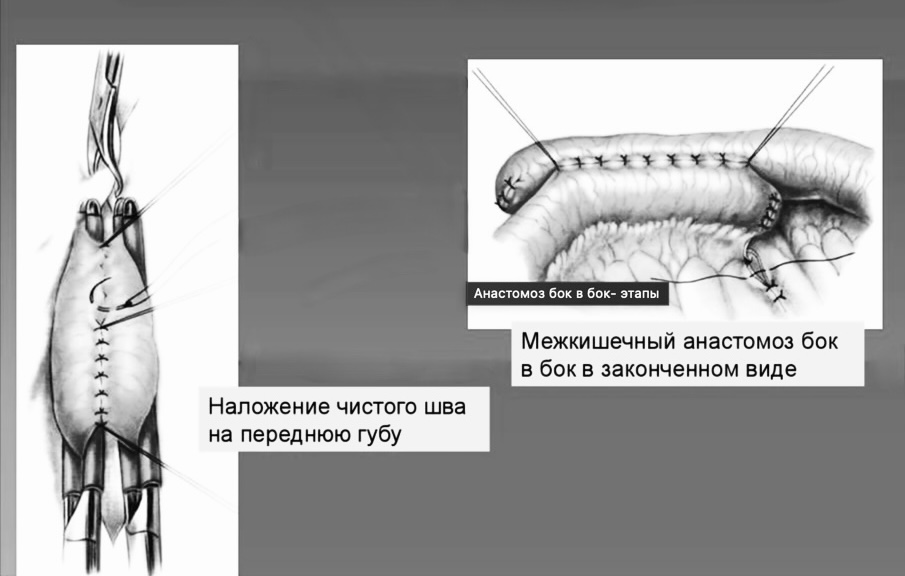 Анастомоз бок в бок- этапы
Межкишечный анастомоз бок
в бок в законченном виде
Наложение чистого шва
на переднюю губу